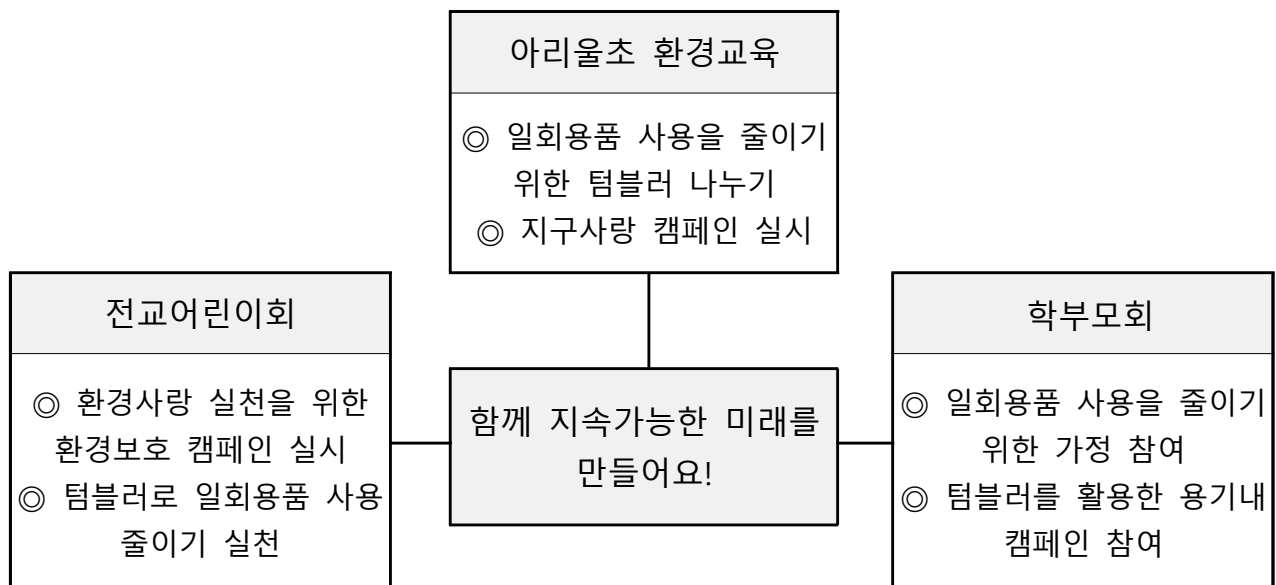 아리울초 환경교육
◎ 일회용품 사용을 줄이기
위한 텀블러 나누기
◎ 지구사랑 캠페인 실시
전교어린이회
◎ 환경사랑 실천을 위한
환경보호 캠페인 실시
◎ 텀블러로 일회용품 사용
줄이기 실천
함께 지속가능한 미래를
만들어요!
학부모회
◎ 일회용품 사용을 줄이기
위한 가정 참여
◎ 텀블러를 활용한 용기내
캠페인 참여